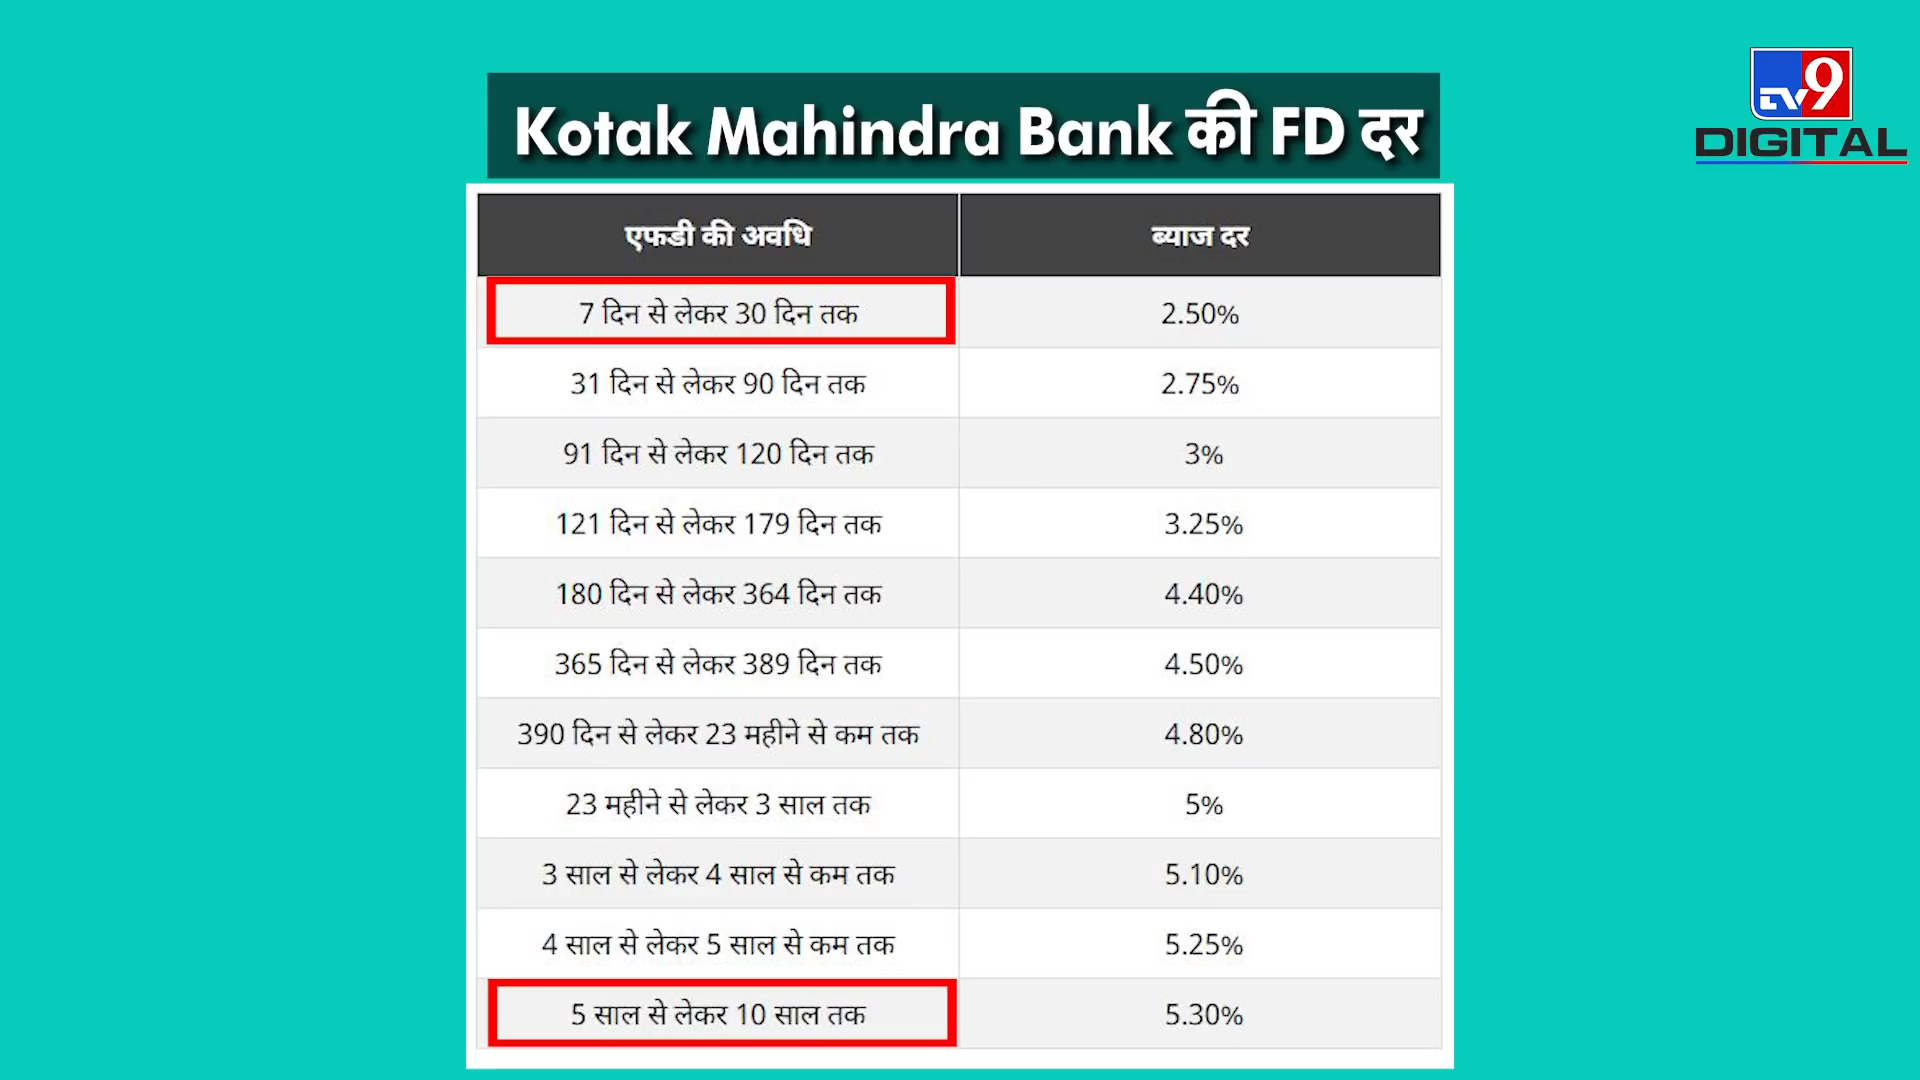 Kotak Mahindra Bank की FD दर
TV9
DIGITAL
एफडी की अवधि ब्याज दर
7 दिन से लेकर 30 दिन तक 2.50%
31 दिन से लेकर 90 दिन तक 2.75%
91 दिन से लेकर 120 दिन तक 3%
121 दिन से लेकर 179 दिन तक 3.25%
180 दिन से लेकर 364 दिन तक 4.40%
365 दिन से लेकर 389 दिन तक 4.50%
390 दिन से लेकर 23 महीने से कम तक 4.80%
23 महीने से लेकर 3 साल तक 5%
3 साल से लेकर 4 साल से कम तक 5.10%
4 साल से लेकर 5 साल से कम तक 5.25%
5 साल से लेकर 10 साल तक 5.30%